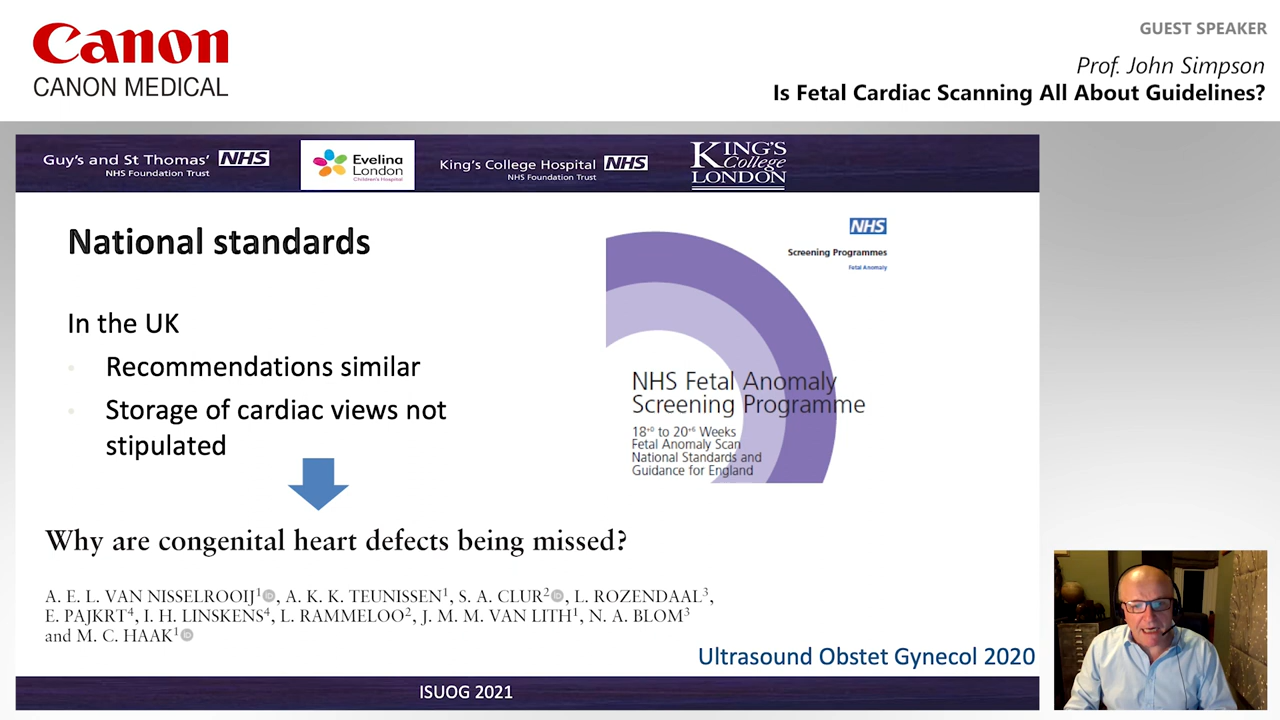 Canon
CANON MEDICAL
GUEST SPEAKER
Prof. John Simpson
Is Fetal Cardiac Scanning All About Guidelines?
Guy's and St Thomas' NHS
NHS Foundation Trust
Evelina
London
Children's Hospital
King's College Hospital NHS
NHS Foundation Trust
KING'S
College
LONDON
National standards
In the UK
• Recommendations similar
• Storage of cardiac views not
stipulated
NHS
Screening Programmes
Fetal Anomaly
NHS Fetal Anomaly
Screening Programme
18⁺⁰ to 20⁺⁶ Weeks
Fetal Anomaly Scan
National Standards and
Guidance for England
Why are congenital heart defects being missed?
A. E. L. VAN NISSELROOIJ¹ iD, A. K. K. TEUNISSEN¹, S. A. CLUR² iD, L. ROZENDAAL³,
E. PAJKRT⁴, I. H. LINSKENS⁴, L. RAMMELOO², J. M. M. VAN LITH¹, N. A. BLOM³
and M. C. HAAK¹ iD
Ultrasound Obstet Gynecol 2020
ISUOG 2021